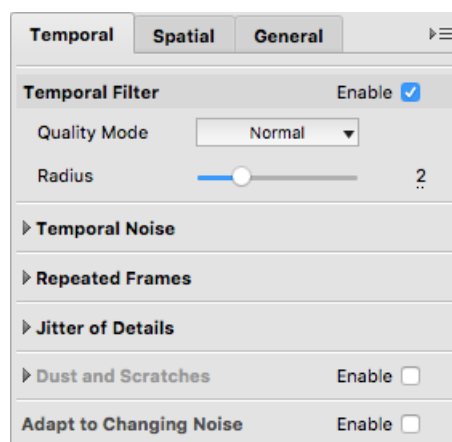 Temporal Spatial General
Temporal Filter Enable
Quality Mode Normal
Radius 2
Temporal Noise
Repeated Frames
Jitter of Details
Dust and Scratches Enable
Adapt to Changing Noise Enable